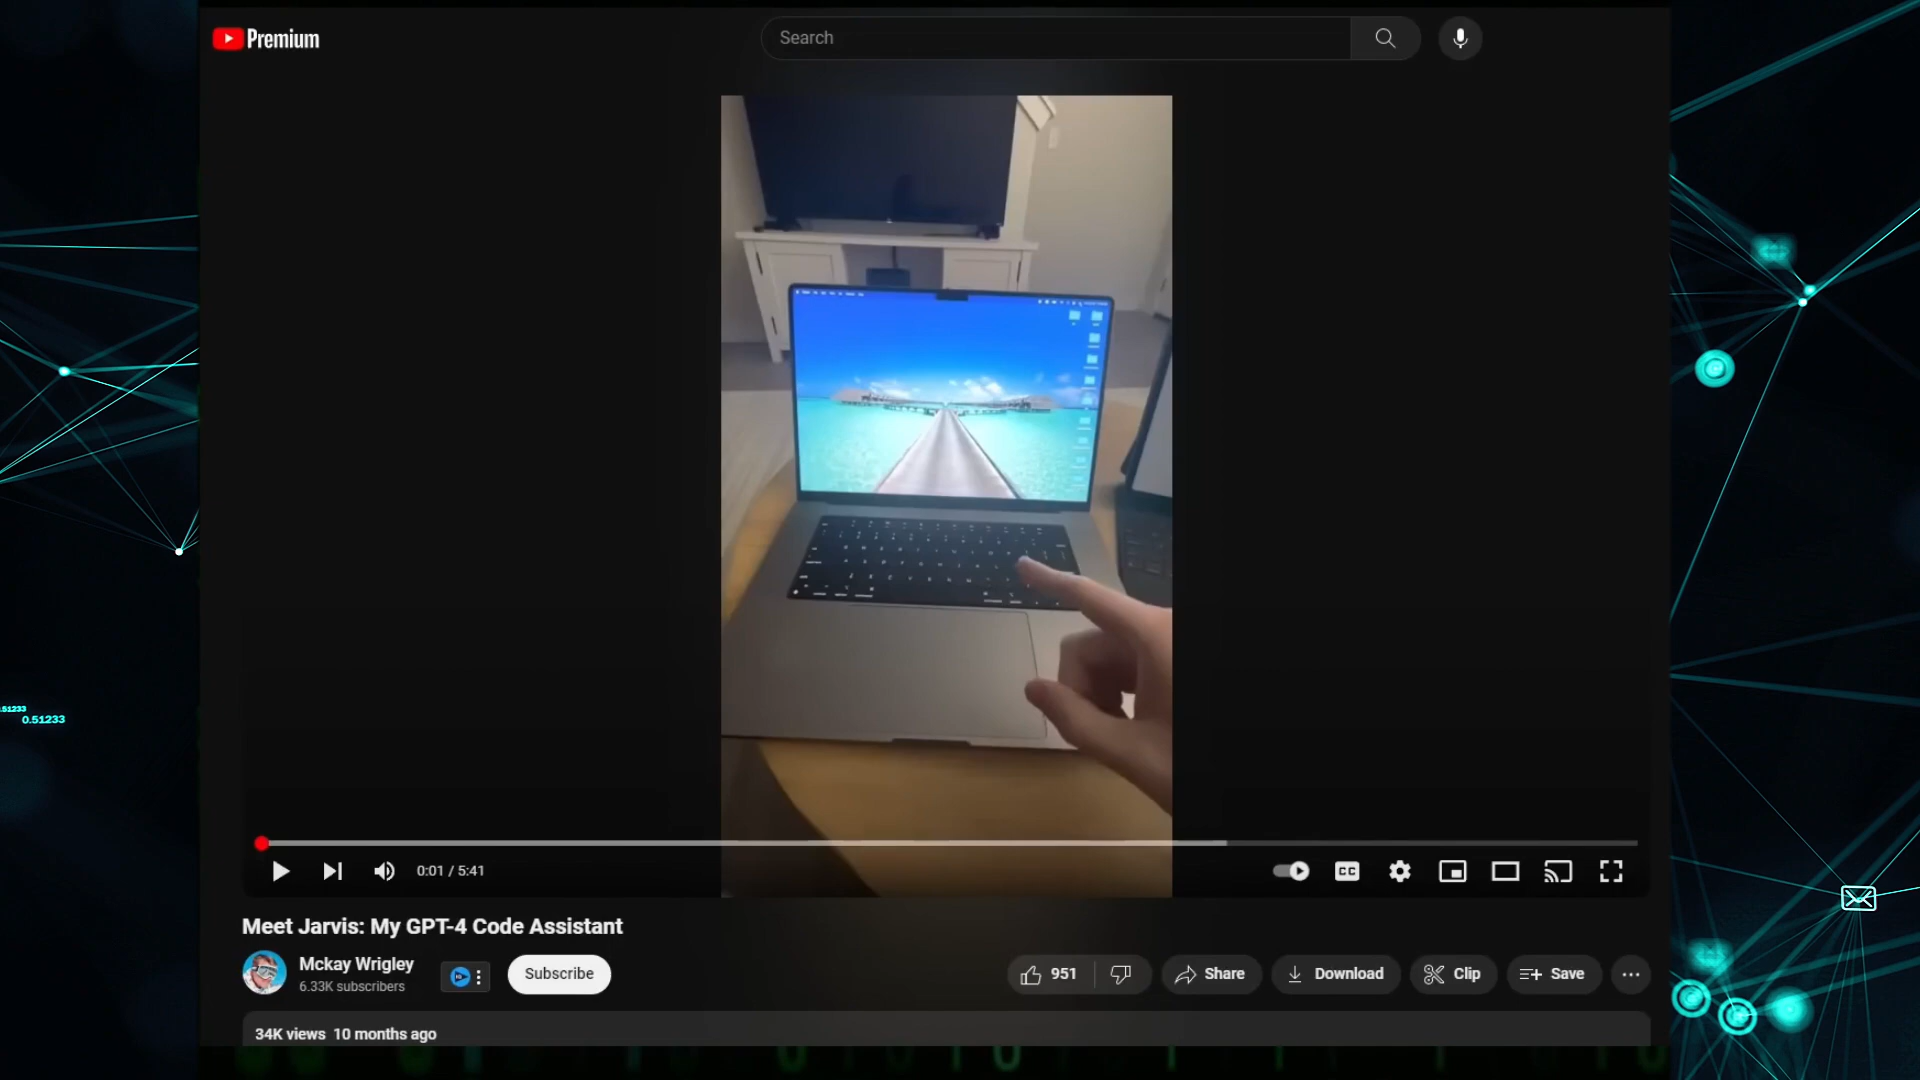 Premium
Search
0:01 / 5:41
CC
Meet Jarvis: My GPT-4 Code Assistant
Mckay Wrigley
6.33K subscribers
Subscribe
951
Share
Download
Clip
Save
34K views 10 months ago
.51233
0.51233